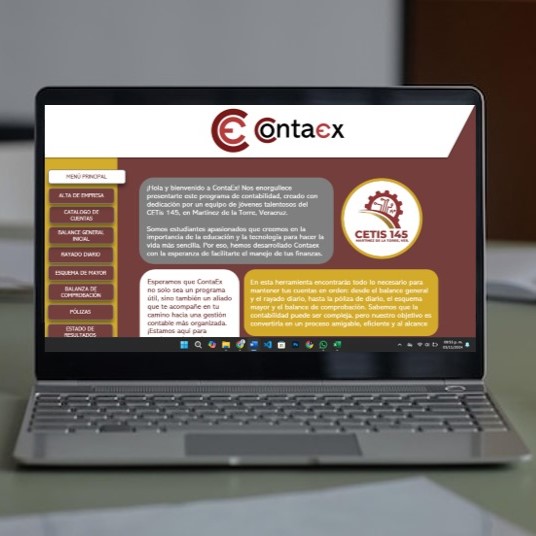 Contaex
MENÚ PRINCIPAL
ALTA DE EMPRESA
CATALOGO DE
CUENTAS
BALANCE GENERAL
INICIAL
RAYADO DIARIO
ESQUEMA DE MAYOR
BALANZA DE
COMPROBACIÓN
PÓLIZAS
ESTADO DE
RESULTADOS
¡Hola y bienvenido a ContaEx! Nos enorgullece
presentarte este programa de contabilidad, creado con
dedicación por un equipo de jóvenes talentosos del
CETis 145, en Martínez de la Torre, Veracruz.
Somos estudiantes apasionados que creemos en la
importancia de la educación y la tecnología para hacer la
vida más sencilla. Por eso, hemos desarrollado Contaex
con la esperanza de facilitarte el manejo de tus finanzas.
CETIS 145
MARTÍNEZ DE LA TORRE, VER.
Esperamos que ContaEx
no solo sea un programa
útil, sino también un aliado
que te acompañe en tu
camino hacia una gestión
contable más organizada.
¡Estamos aquí para
En esta herramienta encontrarás todo lo necesario para
mantener tus cuentas en orden: desde el balance general
y el rayado diario, hasta la póliza de diario, el esquema
mayor y el balance de comprobación. Sabemos que la
contabilidad puede ser compleja, pero nuestro objetivo es
convertirla en un proceso amigable, eficiente y al alcance